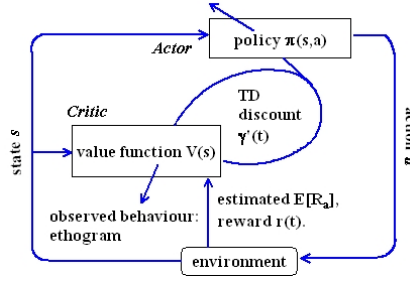 Actor
policy π(s,a)
TD
discount
γ'(t)
Critic
value function V(s)
state s
action a
observed behaviour:
ethogram
estimated E[Ra],
reward r(t).
environment